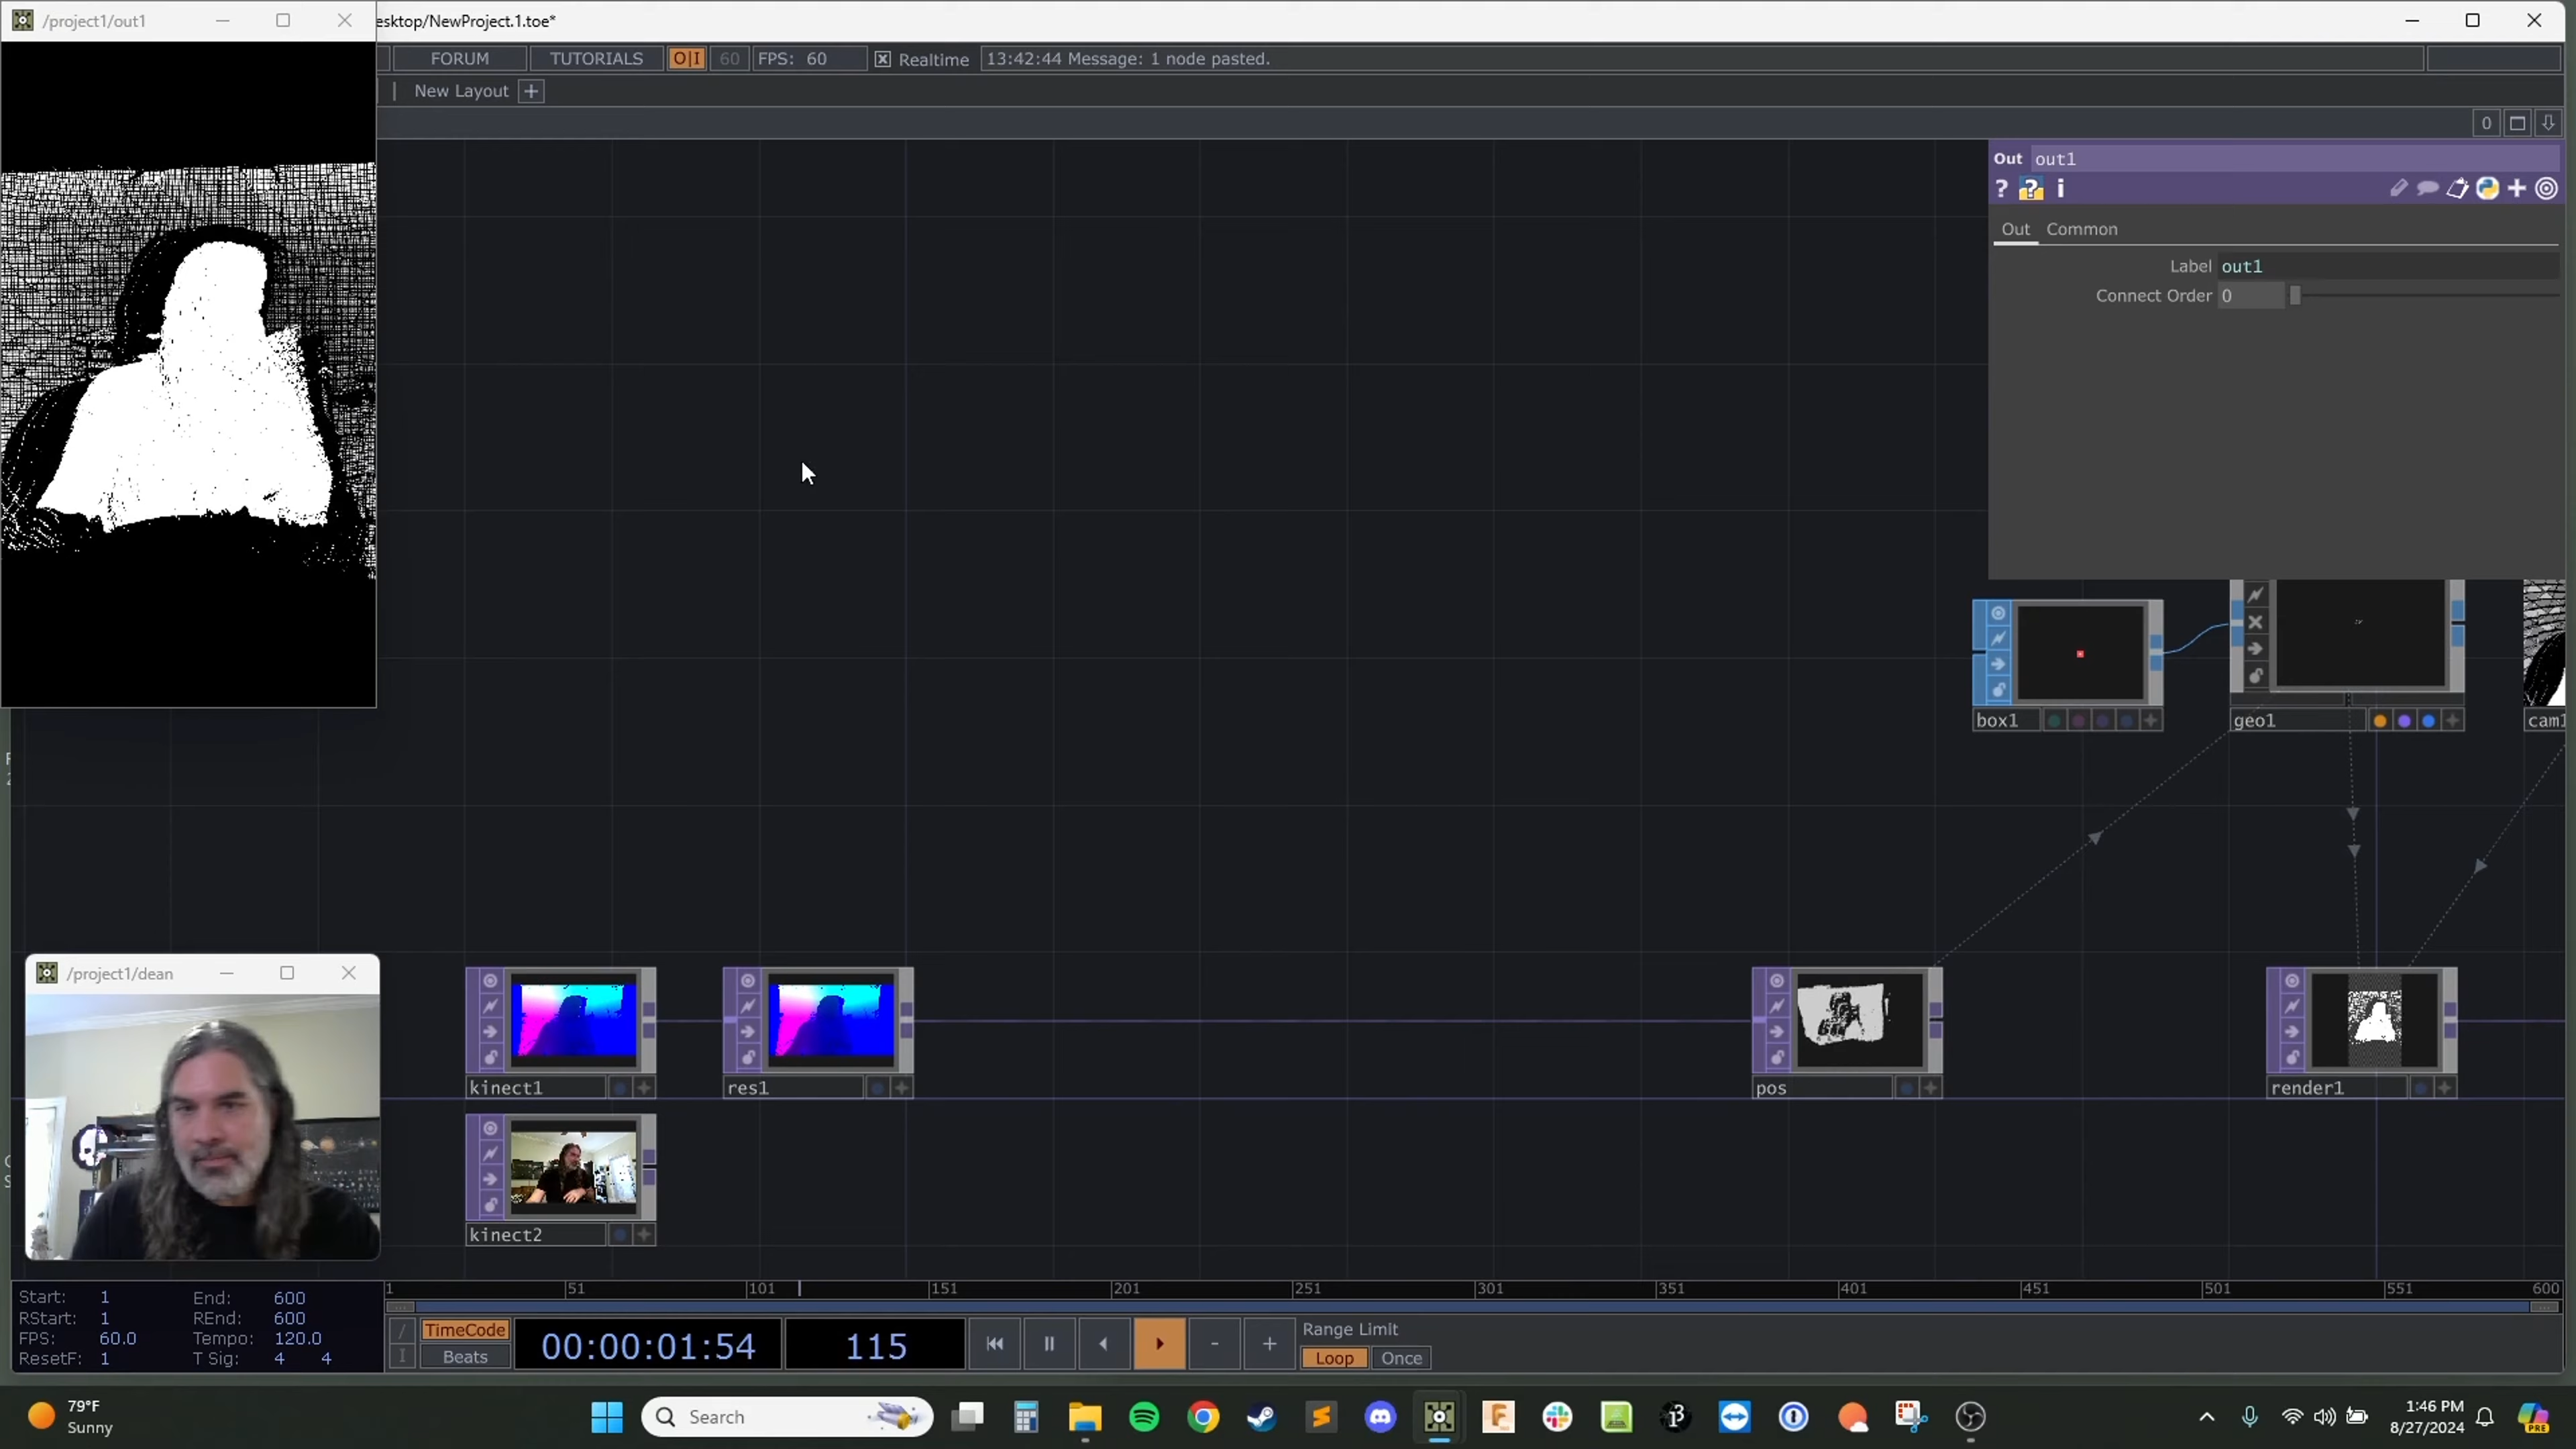 /project1/out1
esktop/NewProject.1.toe*
FORUM
TUTORIALS
O|I
60
FPS: 60
Realtime
13:42:44 Message: 1 node pasted.
New Layout
+
0
Out out1
? ? i
Out Common
Label out1
Connect Order 0
box1
geo1
cam1
/project1/dean
kinect1
res1
pos
render1
kinect2
Start: 1 End: 600
RStart: 1 REnd: 600
FPS: 60.0 Tempo: 120.0
ResetF: 1 T Sig: 4 4
1 51 101 151 201 251 301 351 401 451 501 551 600
/
I
TimeCode
Beats
00:00:01:54
115
- +
Range Limit
Loop Once
79°F
Sunny
Search
1:46 PM
8/27/2024
PRE